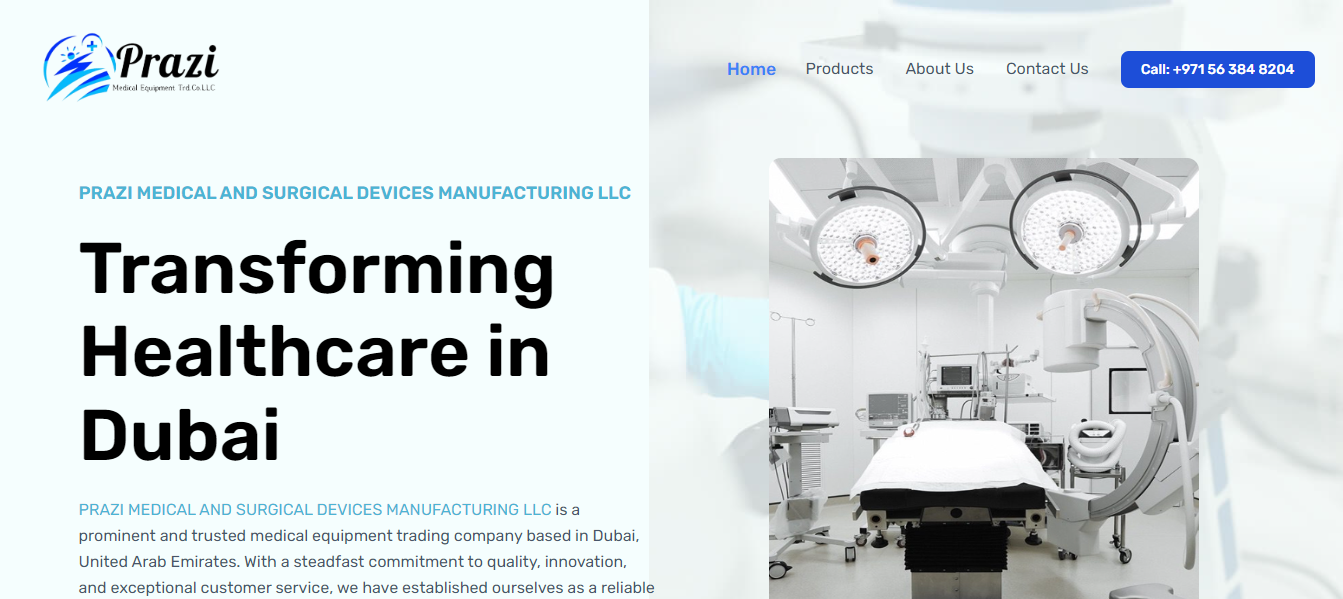 Prazi
Medical Equipment Trd.Co.LLC
Home Products About Us Contact Us Call: +971 56 384 8204
PRAZI MEDICAL AND SURGICAL DEVICES MANUFACTURING LLC
Transforming
Healthcare in
Dubai
PRAZI MEDICAL AND SURGICAL DEVICES MANUFACTURING LLC is a
prominent and trusted medical equipment trading company based in Dubai,
United Arab Emirates. With a steadfast commitment to quality, innovation,
and exceptional customer service, we have established ourselves as a reliable